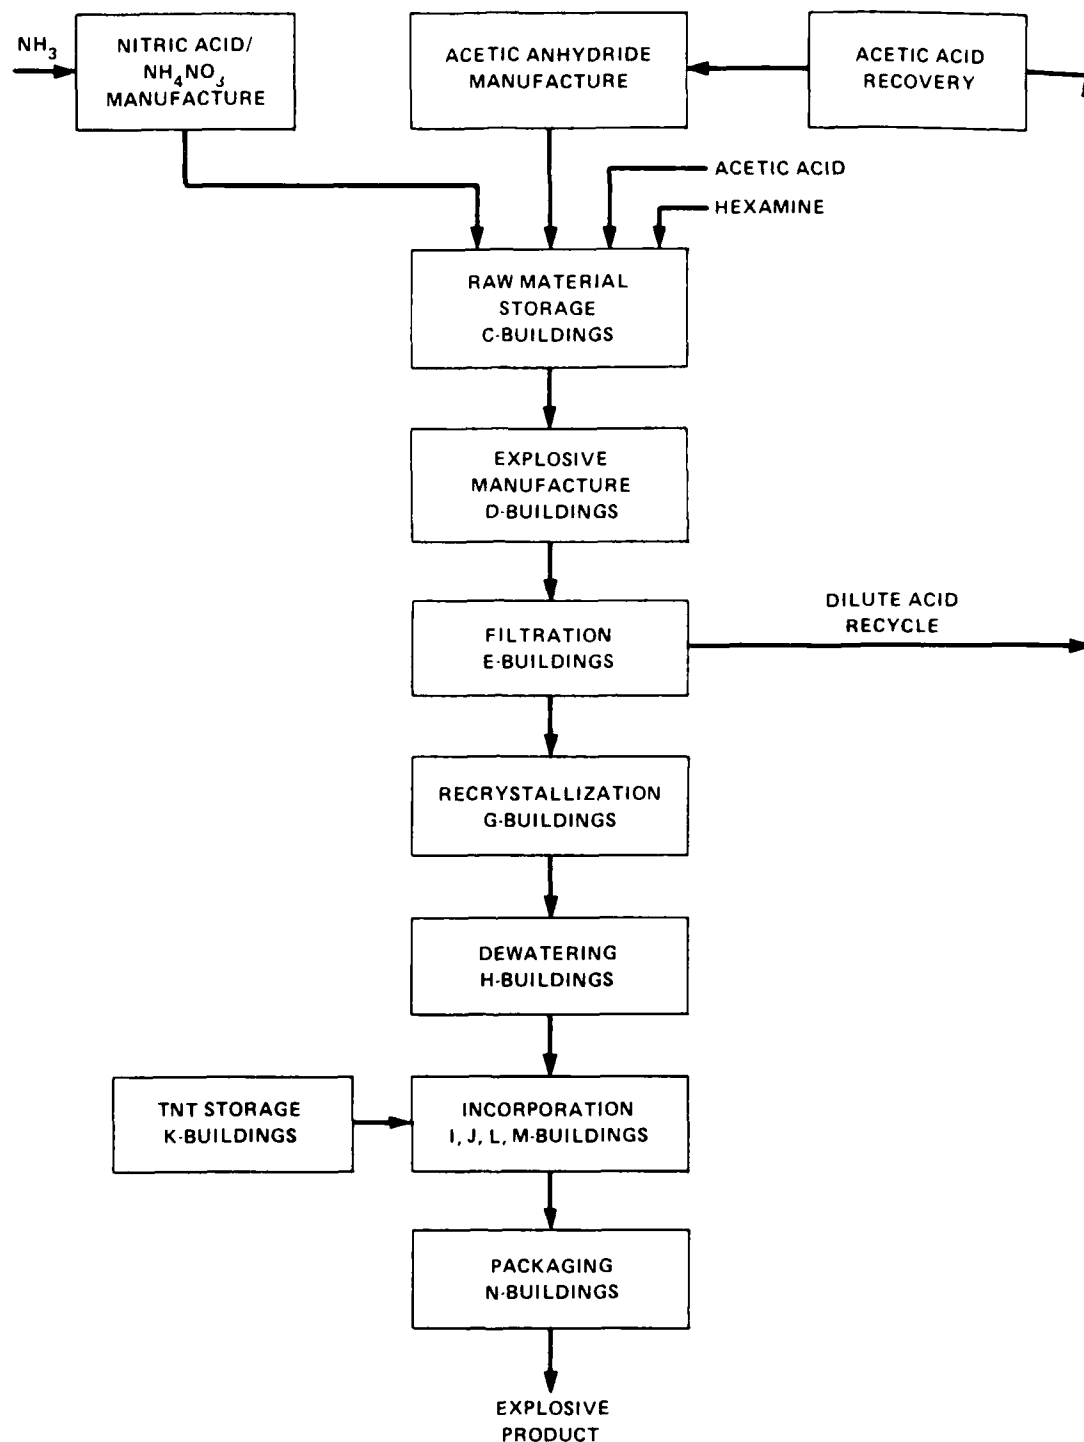 NH3
NITRIC ACID/
NH4NO3
MANUFACTURE
ACETIC ANHYDRIDE
MANUFACTURE
ACETIC ACID
RECOVERY
ACETIC ACID
HEXAMINE
RAW MATERIAL
STORAGE
C-BUILDINGS
EXPLOSIVE
MANUFACTURE
D-BUILDINGS
DILUTE ACID
RECYCLE
FILTRATION
E-BUILDINGS
RECRYSTALLIZATION
G-BUILDINGS
DEWATERING
H-BUILDINGS
TNT STORAGE
K-BUILDINGS
INCORPORATION
I, J, L, M-BUILDINGS
PACKAGING
N-BUILDINGS
EXPLOSIVE
PRODUCT